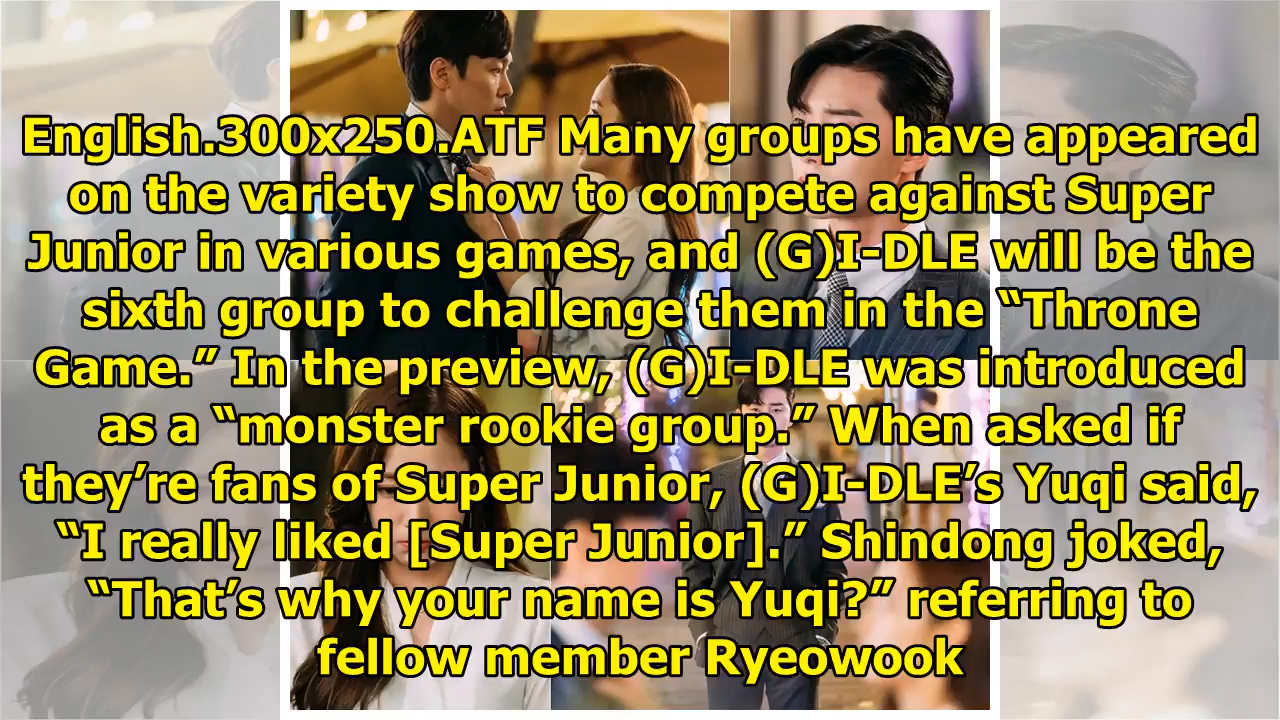 English.300x250.ATF Many groups have appeared
on the variety show to compete against Super
Junior in various games, and (G)I-DLE will be the
sixth group to challenge them in the “Throne
Game.” In the preview, (G)I-DLE was introduced
as a “monster rookie group.” When asked if
they’re fans of Super Junior, (G)I-DLE’s Yuqi said,
“I really liked [Super Junior].” Shindong joked,
“That’s why your name is Yuqi?” referring to
fellow member Ryeowook